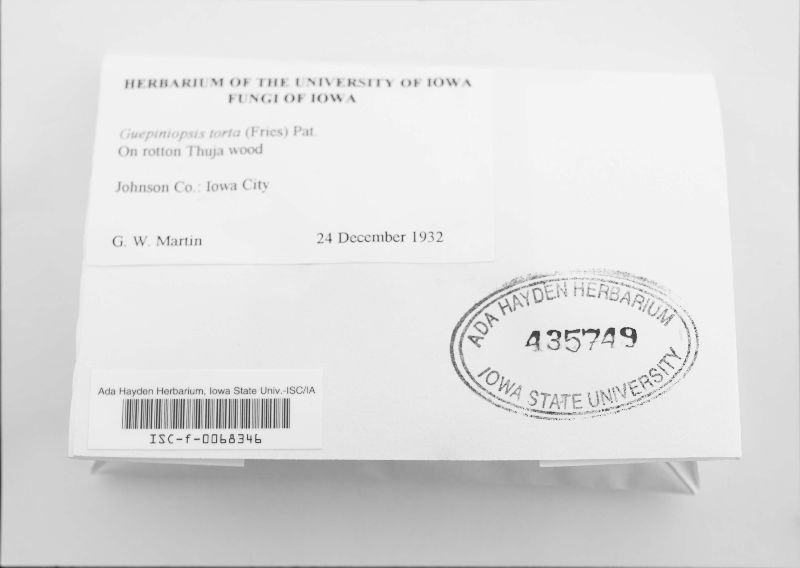 HERBARIUM OF THE UNIVERSITY OF IOWA
FUNGI OF IOWA
Guepiniopsis torta (Fries) Pat.
On rotton Thuja wood
Johnson Co.: Iowa City
G. W. Martin 24 December 1932
ADA HAYDEN HERBARIUM
435749
IOWA STATE UNIVERSITY
Ada Hayden Herbarium, Iowa State Univ.-ISC/IA
ISC-f-0068346